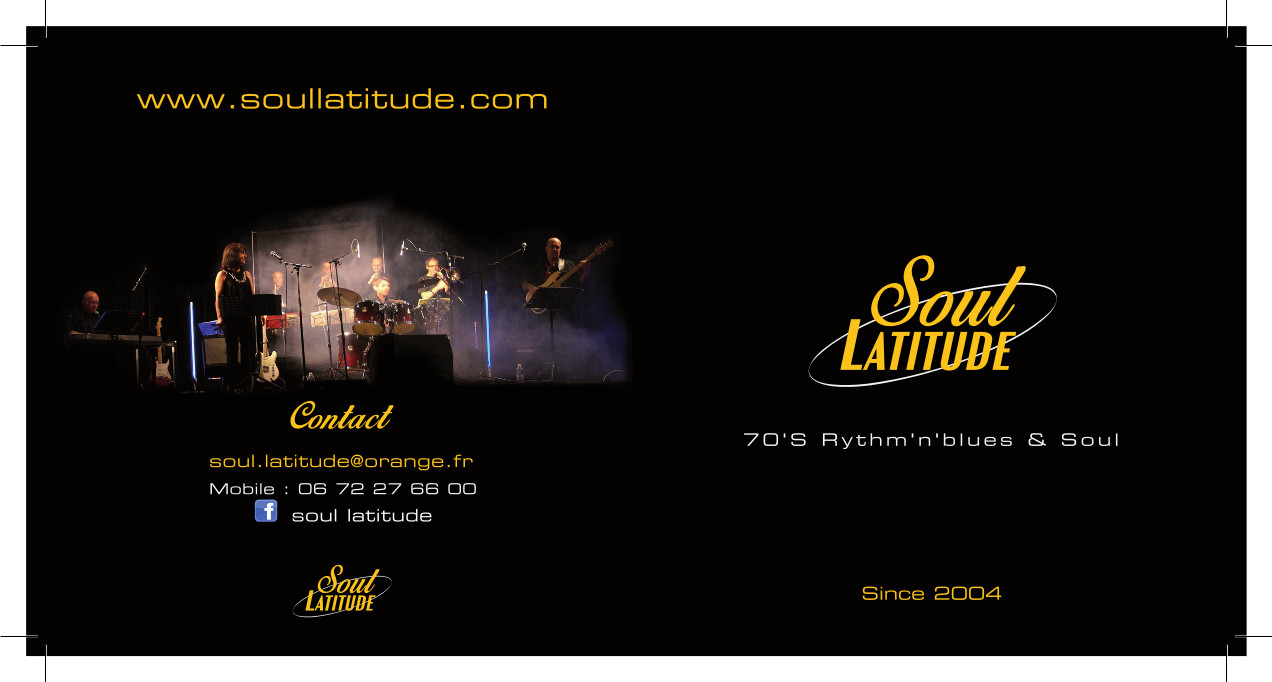 www.soullatitude.com
Contact
soul.latitude@orange.fr
Mobile : 06 72 27 66 00
f soul latitude
Soul
LATITUDE
Soul
LATITUDE
70'S Rythm'n'blues & Soul
Since 2004